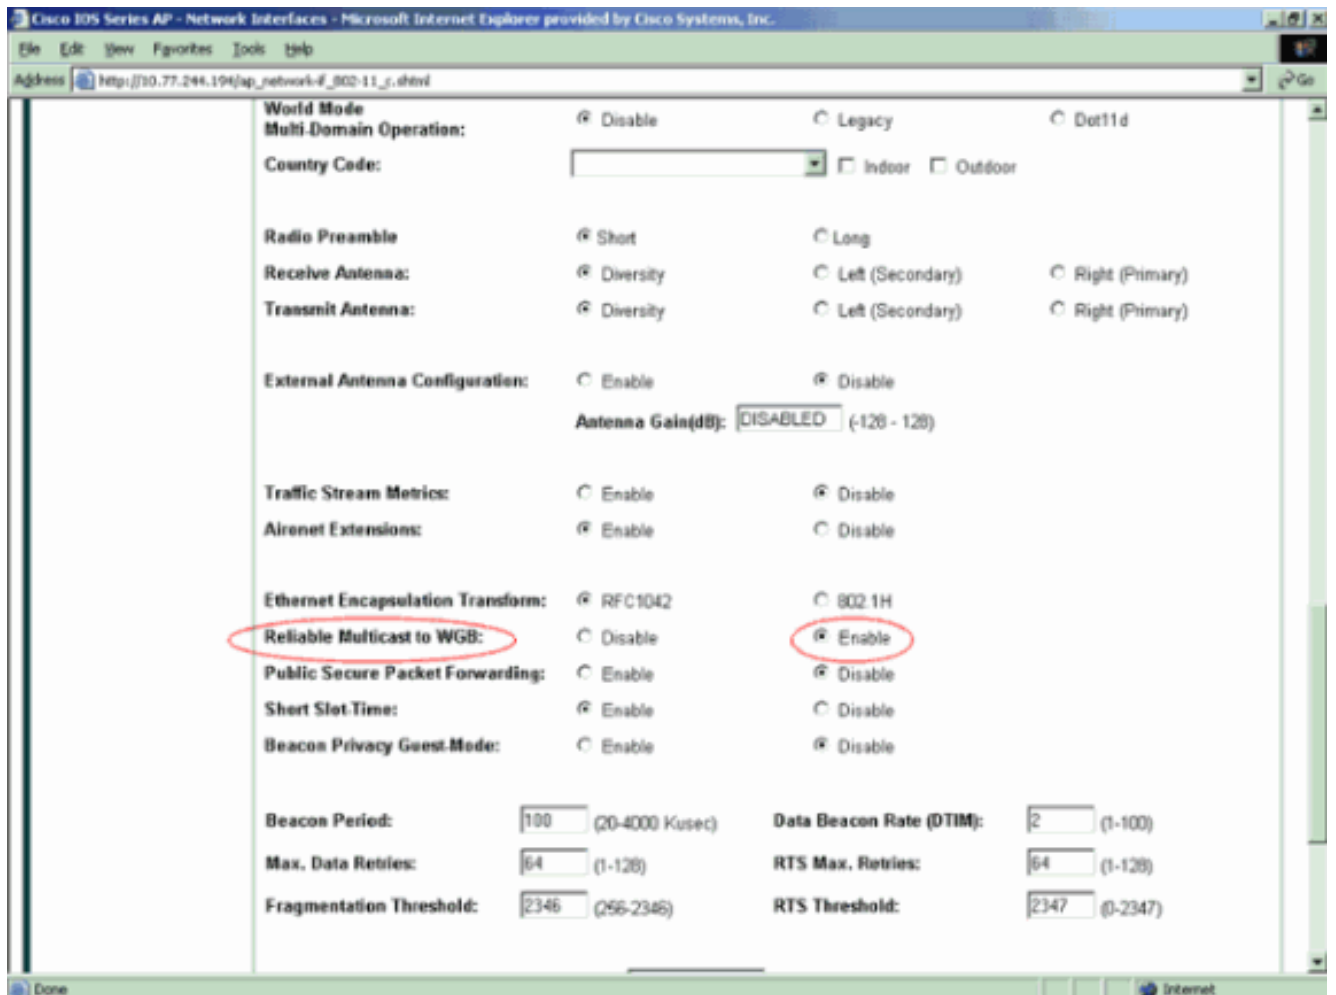 Cisco IOS Series AP - Network Interfaces - Microsoft Internet Explorer provided by Cisco Systems, Inc.
File Edit View Favorites Tools Help
Address http://10.77.244.194/ap_network-if_802-11_c.shtml Go
World Mode
Multi-Domain Operation: Disable Legacy Dot11d
Country Code: Indoor Outdoor
Radio Preamble Short Long
Receive Antenna: Diversity Left (Secondary) Right (Primary)
Transmit Antenna: Diversity Left (Secondary) Right (Primary)
External Antenna Configuration: Enable Disable
Antenna Gain(dB): DISABLED (-128 - 128)
Traffic Stream Metrics: Enable Disable
Aironet Extensions: Enable Disable
Ethernet Encapsulation Transform: RFC1042 802.1H
Reliable Multicast to WGB: Disable Enable
Public Secure Packet Forwarding: Enable Disable
Short Slot-Time: Enable Disable
Beacon Privacy Guest-Mode: Enable Disable
Beacon Period: 100 (20-4000 Kusec) Data Beacon Rate (DTIM): 2 (1-100)
Max. Data Retries: 64 (1-128) RTS Max. Retries: 64 (1-128)
Fragmentation Threshold: 2346 (256-2346) RTS Threshold: 2347 (0-2347)
Done Internet